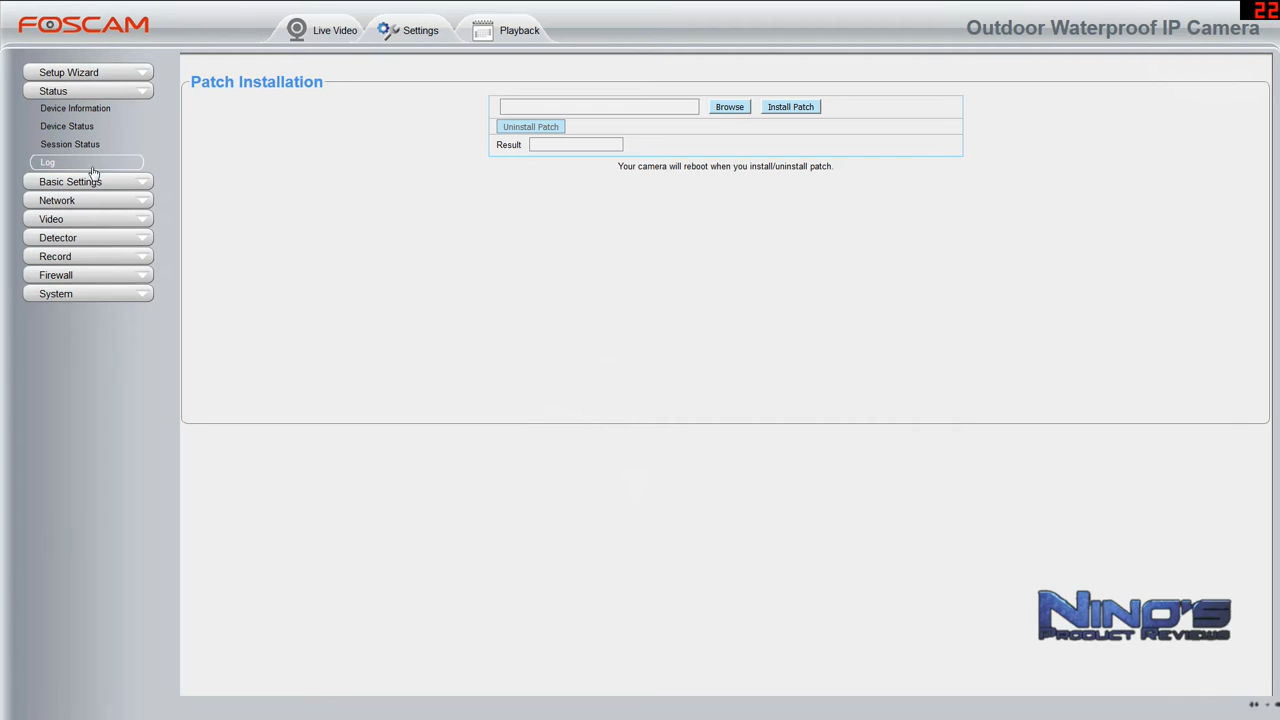 FOSCAM
Live Video
Settings
Playback
Outdoor Waterproof IP Camera
22
Setup Wizard
Status
Device Information
Device Status
Session Status
Log
Basic Settings
Network
Video
Detector
Record
Firewall
System
Patch Installation
Browse
Install Patch
Uninstall Patch
Result
Your camera will reboot when you install/uninstall patch.
NINO'S
PRODUCT REVIEWS